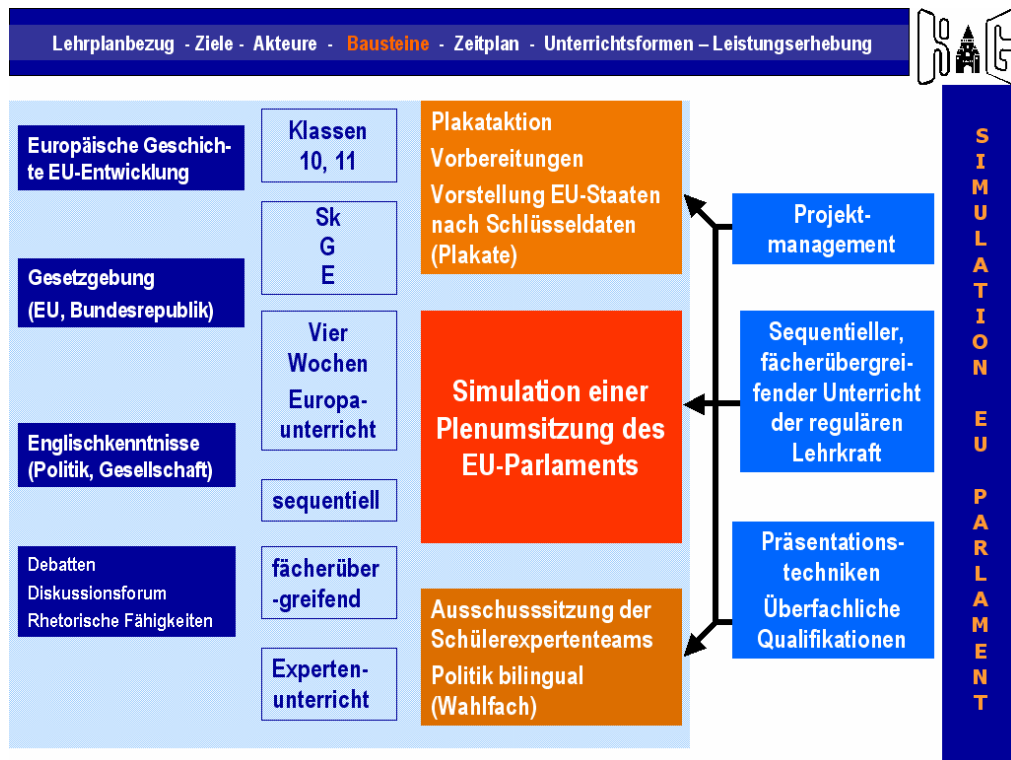 Lehrplanbezug - Ziele - Akteure - Bausteine - Zeitplan - Unterrichtsformen – Leistungserhebung
Europäische Geschich-
te EU-Entwicklung
Gesetzgebung
(EU, Bundesrepublik)
Englischkenntnisse
(Politik, Gesellschaft)
Debatten
Diskussionsforum
Rhetorische Fähigkeiten
Klassen
10, 11
Sk
G
E
Vier
Wochen
Europa-
unterricht
sequentiell
fächerüber
-greifend
Experten-
unterricht
Plakataktion
Vorbereitungen
Vorstellung EU-Staaten
nach Schlüsseldaten
(Plakate)
Simulation einer
Plenumsitzung des
EU-Parlaments
Ausschusssitzung der
Schülerexpertenteams
Politik bilingual
(Wahlfach)
Projekt-
management
Sequentieller,
fächerübergrei-
fender Unterricht
der regulären
Lehrkraft
Präsentations-
techniken
Überfachliche
Qualifikationen
SIMULATION EU PARLAMENT